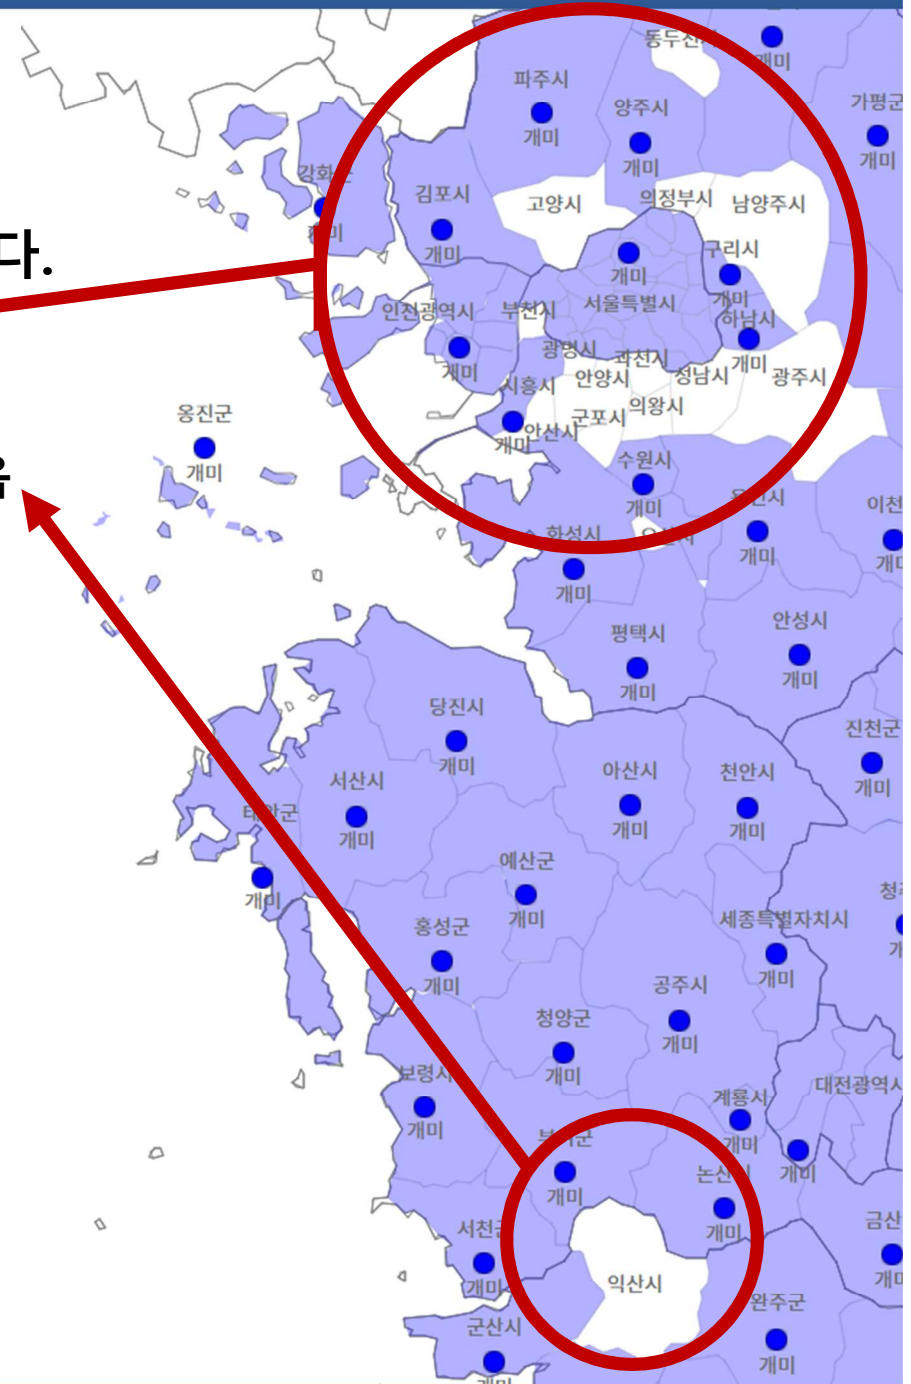 동두천시
개미
파주시
개미
양주시
개미
가평군
개미
강화군
개미
김포시
개미
고양시
의정부시
남양주시
다.
구리시
개미
개미
서울특별시
인천광역시
개미
부천시
하남시
개미
광명시
과천시
안양시
성남시
광주시
시흥시
개미
안산시
군포시
의왕시
옹진군
개미
수원시
개미
음
용인시
개미
이천
개미
화성시
개미
오산시
평택시
개미
안성시
개미
당진시
개미
진천군
개미
서산시
개미
아산시
개미
천안시
개미
태안군
개미
예산군
개미
홍성군
개미
세종특별자치시
개미
청주
공주시
개미
청양군
개미
보령시
개미
계룡시
개미
대전광역시
개미
부여군
개미
논산시
개미
서천군
개미
금산
개미
익산시
완주군
개미
군산시
개미